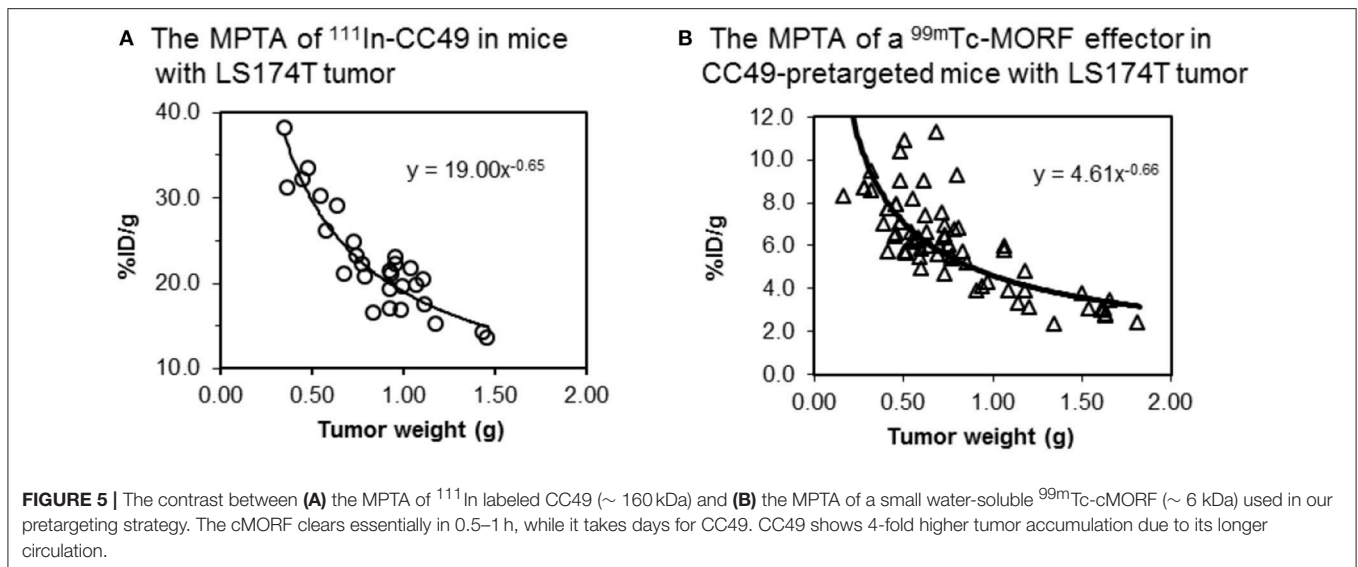 A The MPTA of ¹¹¹In-CC49 in mice
with LS174T tumor
40.0
30.0
20.0
10.0
%ID/g
y = 19.00x⁻⁰·⁶⁵
0.00 0.50 1.00 1.50 2.00
Tumor weight (g)
B The MPTA of a ⁹⁹ᵐTc-MORF effector in
CC49-pretargeted mice with LS174T tumor
12.0
10.0
8.0
6.0
4.0
2.0
0.0
%ID/g
y = 4.61x⁻⁰·⁶⁶
0.00 0.50 1.00 1.50 2.00
Tumor weight (g)
FIGURE 5 | The contrast between (A) the MPTA of ¹¹¹In labeled CC49 (∼ 160 kDa) and (B) the MPTA of a small water-soluble ⁹⁹ᵐTc-cMORF (∼ 6 kDa) used in our
pretargeting strategy. The cMORF clears essentially in 0.5–1 h, while it takes days for CC49. CC49 shows 4-fold higher tumor accumulation due to its longer
circulation.